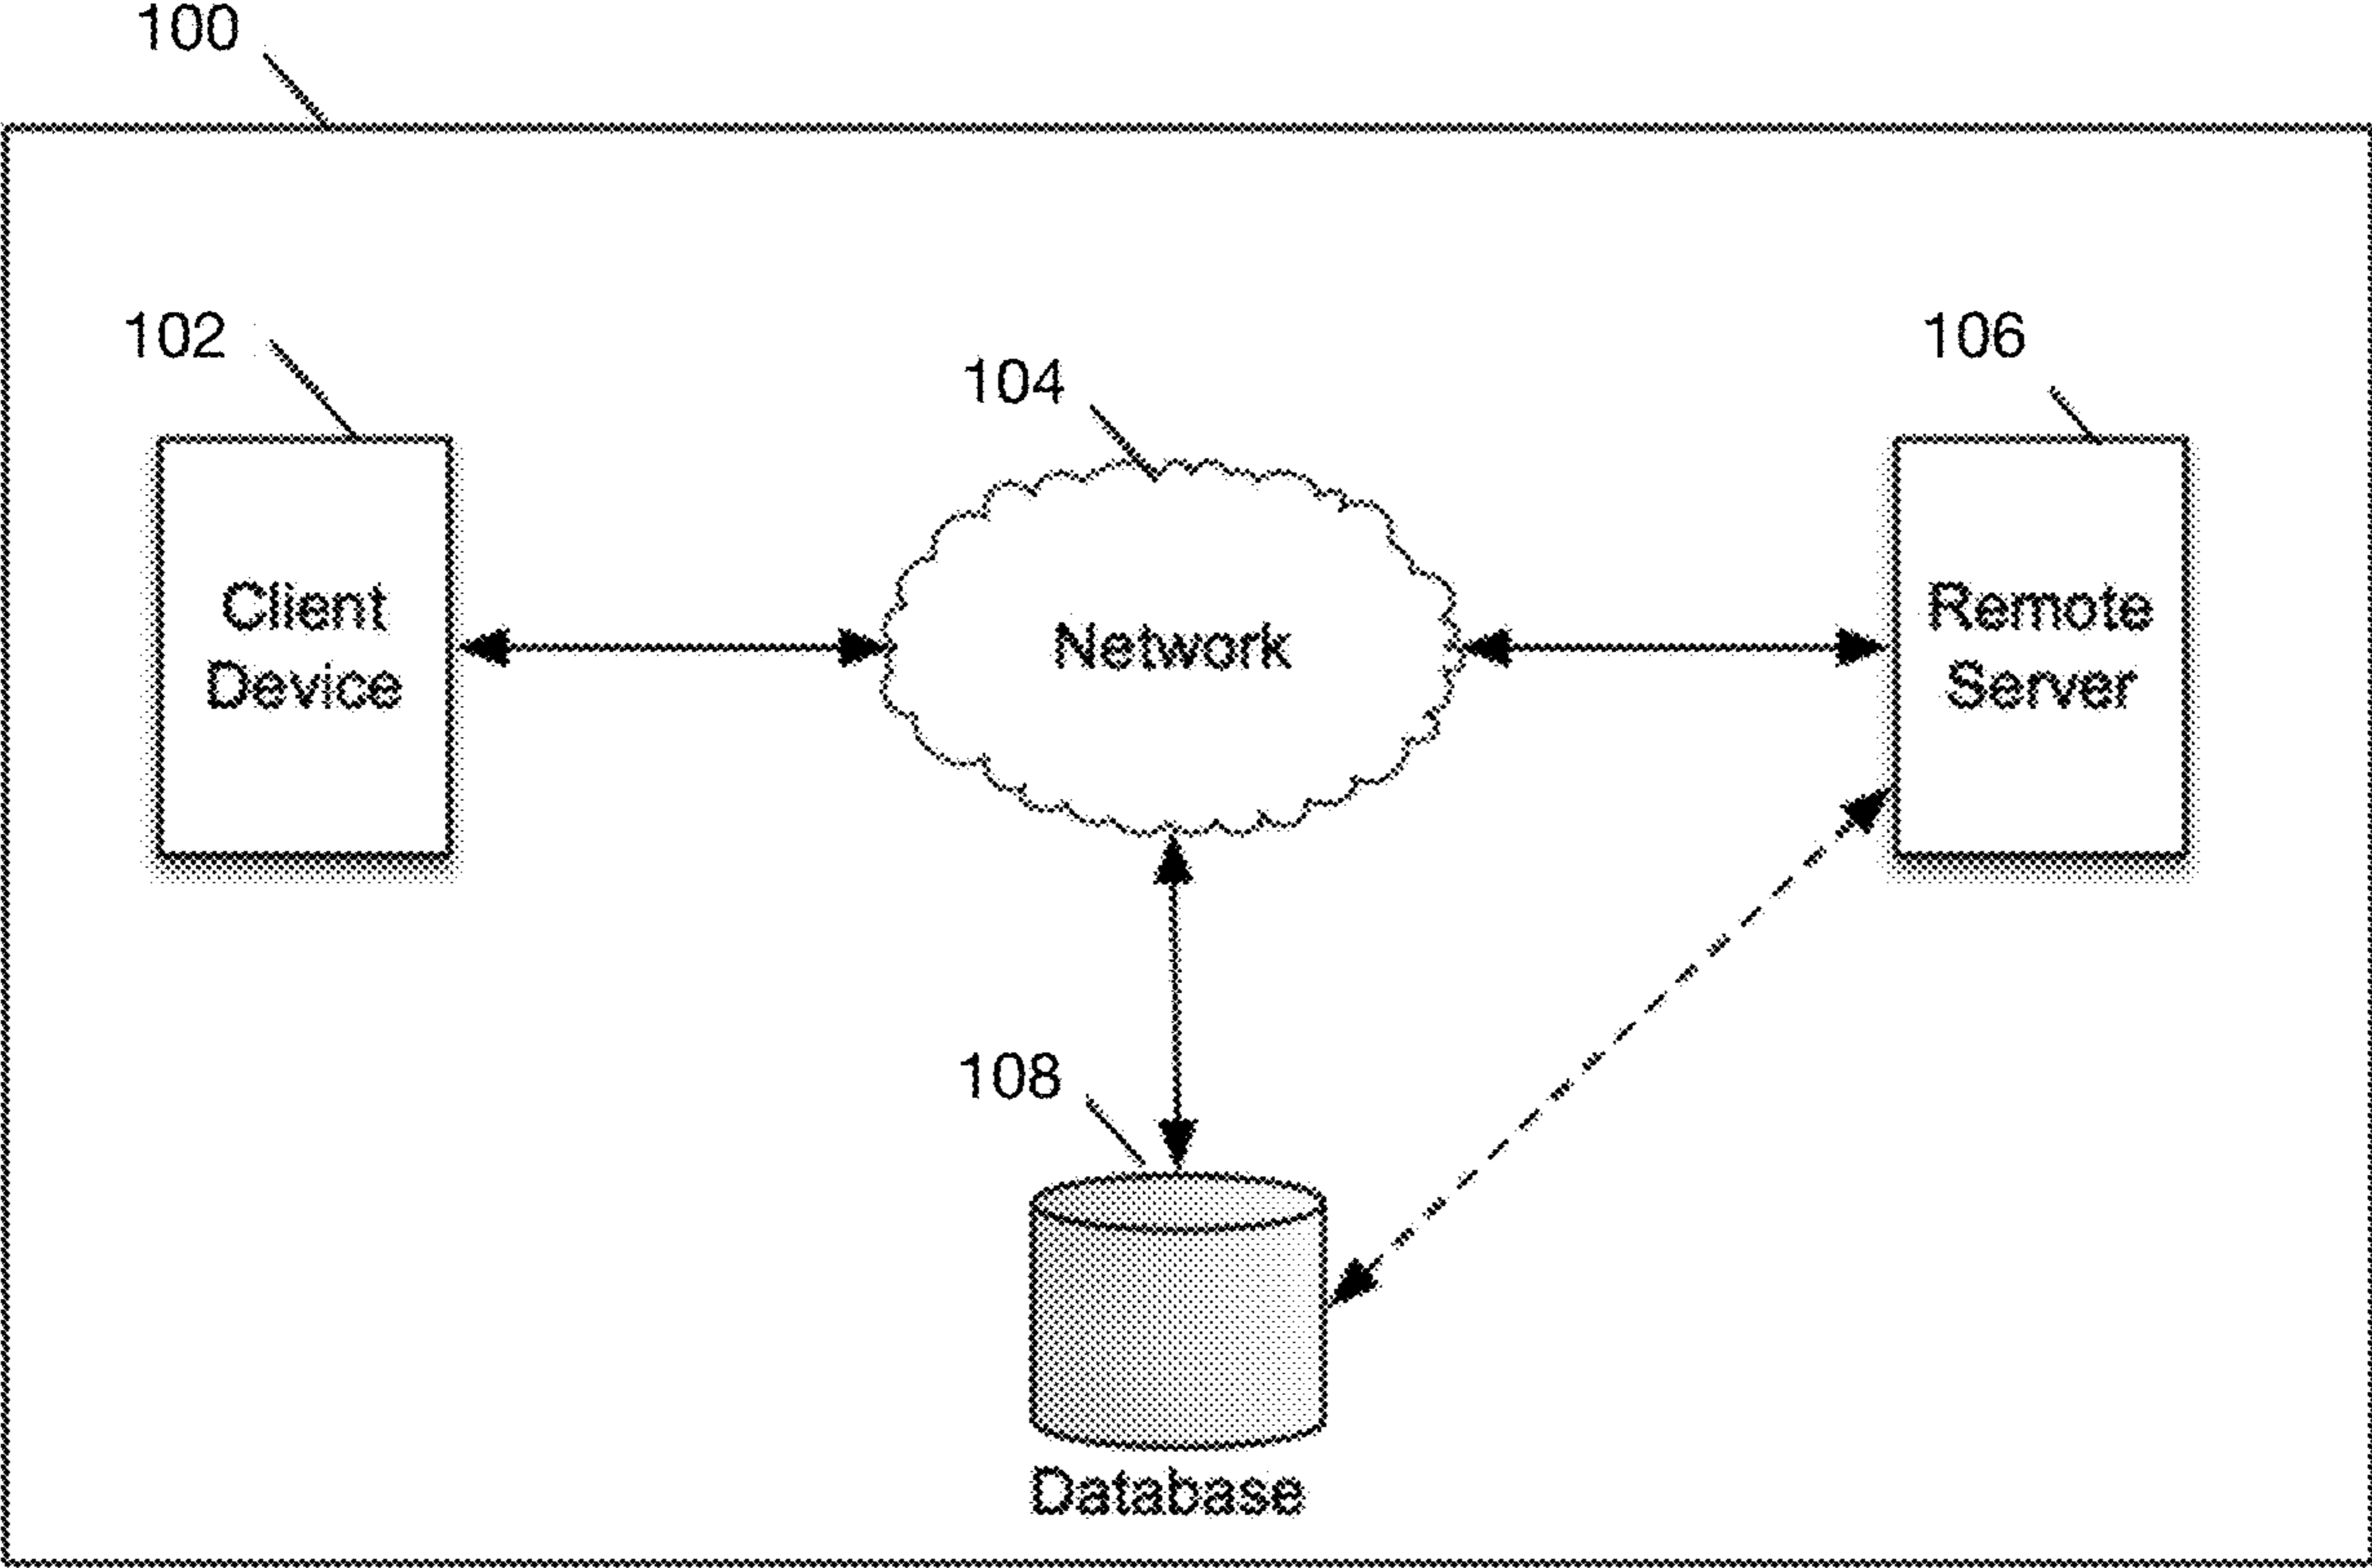 100
102
104
106
Client
Device
Network
Remote
Server
108
Database